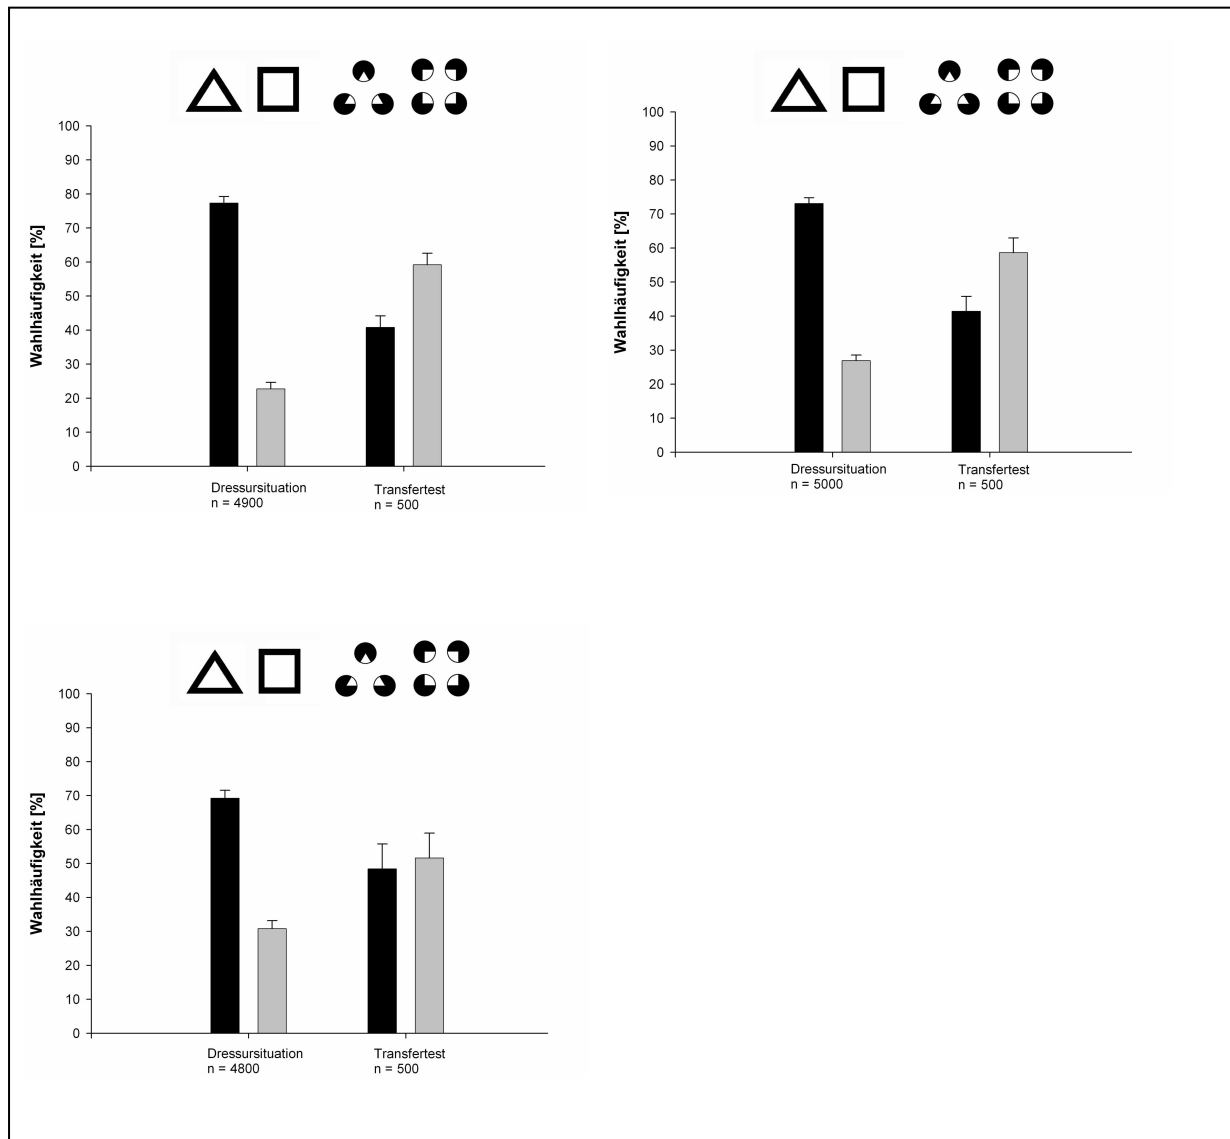 100
90
80
70
60
50
40
30
20
10
0
Wahlhäufigkeit [%]
Dressursituation
n = 4900
Transfertest
n = 500
100
90
80
70
60
50
40
30
20
10
0
Wahlhäufigkeit [%]
Dressursituation
n = 5000
Transfertest
n = 500
100
90
80
70
60
50
40
30
20
10
0
Wahlhäufigkeit [%]
Dressursituation
n = 4800
Transfertest
n = 500